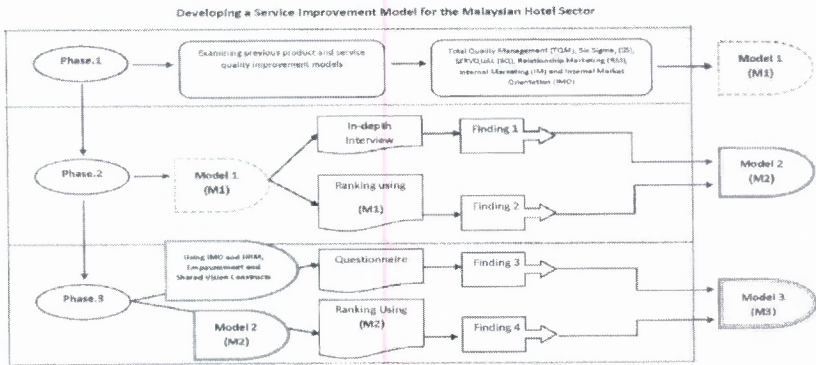 Developing a Service Improvement Model for the Malaysian Hotel Sector
Phase.1
Examining previous product and service
quality improvement models
Total Quality Management (TQM), Six Sigma, (SS),
SERVQUAL (SQ), Relationship Marketing (RM),
Internal Marketing (IM) and Internal Market
Orientation (IMO)
Model 1
(M1)
Phase.2
Model 1
(M1)
In-depth
Interview
Finding 1
Ranking using
(M1)
Finding 2
Model 2
(M2)
Phase.3
Using IMO and HRM,
Empowerment and
Shared Vision Constructs
Questionnaire
Finding 3
Model 2
(M2)
Ranking Using
(M2)
Finding 4
Model 3
(M3)